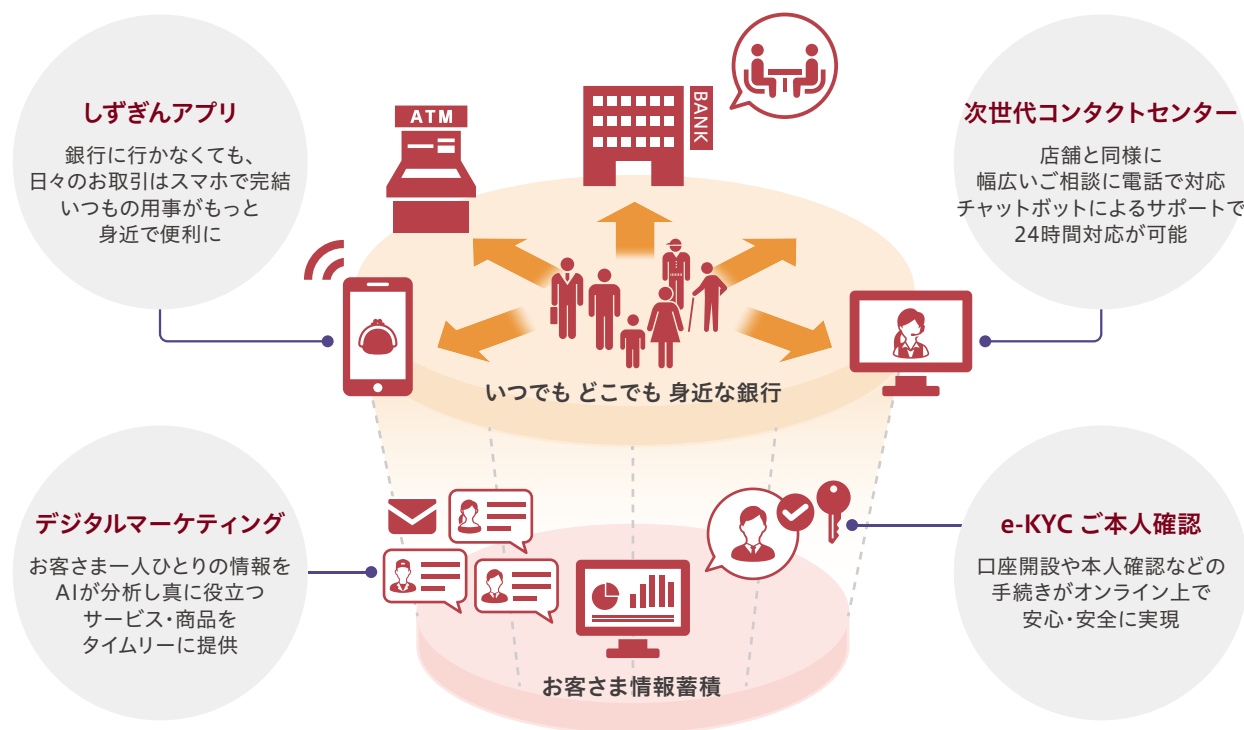 しずぎんアプリ
銀行に行かなくても、
日々のお取引はスマホで完結
いつもの用事がもっと
身近で便利に
ATM
BANK
次世代コンタクトセンター
店舗と同様に
幅広いご相談に電話で対応
チャットボットによるサポートで
24時間対応が可能
いつでも どこでも 身近な銀行
デジタルマーケティング
お客さま一人ひとりの情報を
AIが分析し真に役立つ
サービス・商品を
タイムリーに提供
e-KYC ご本人確認
口座開設や本人確認などの
手続きがオンライン上で
安心・安全に実現
お客さま情報蓄積